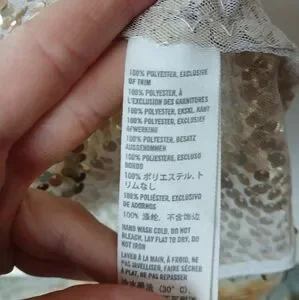 100% POLYESTER, EXCLUSIVE
OF TRIM
100% POLYESTER, À
L'EXCLUSION DES GARNITURES
100% POLYESTER, EKSKL. KANT
100% POLYESTER, EXCLUSIEF
AFWERKING
100% POLYESTER, BESATZ
AUSGENOMMEN
100% POLIESTERE, ESCLUSO
BORDO
100% ポリエステル, ト
リムなし
100% POLIÉSTER, EXCLUSIVO
DE ADORNOS
100% 涤纶, 不含饰边
HAND WASH COLD, DO NOT
BLEACH, LAY FLAT TO DRY, DO
NOT IRON
LAVER À LA MAIN, À FROID, NE
PAS JAVELLISER, FAIRE SÉCHER
À PLAT, NE PAS REPASSER
(30° C),